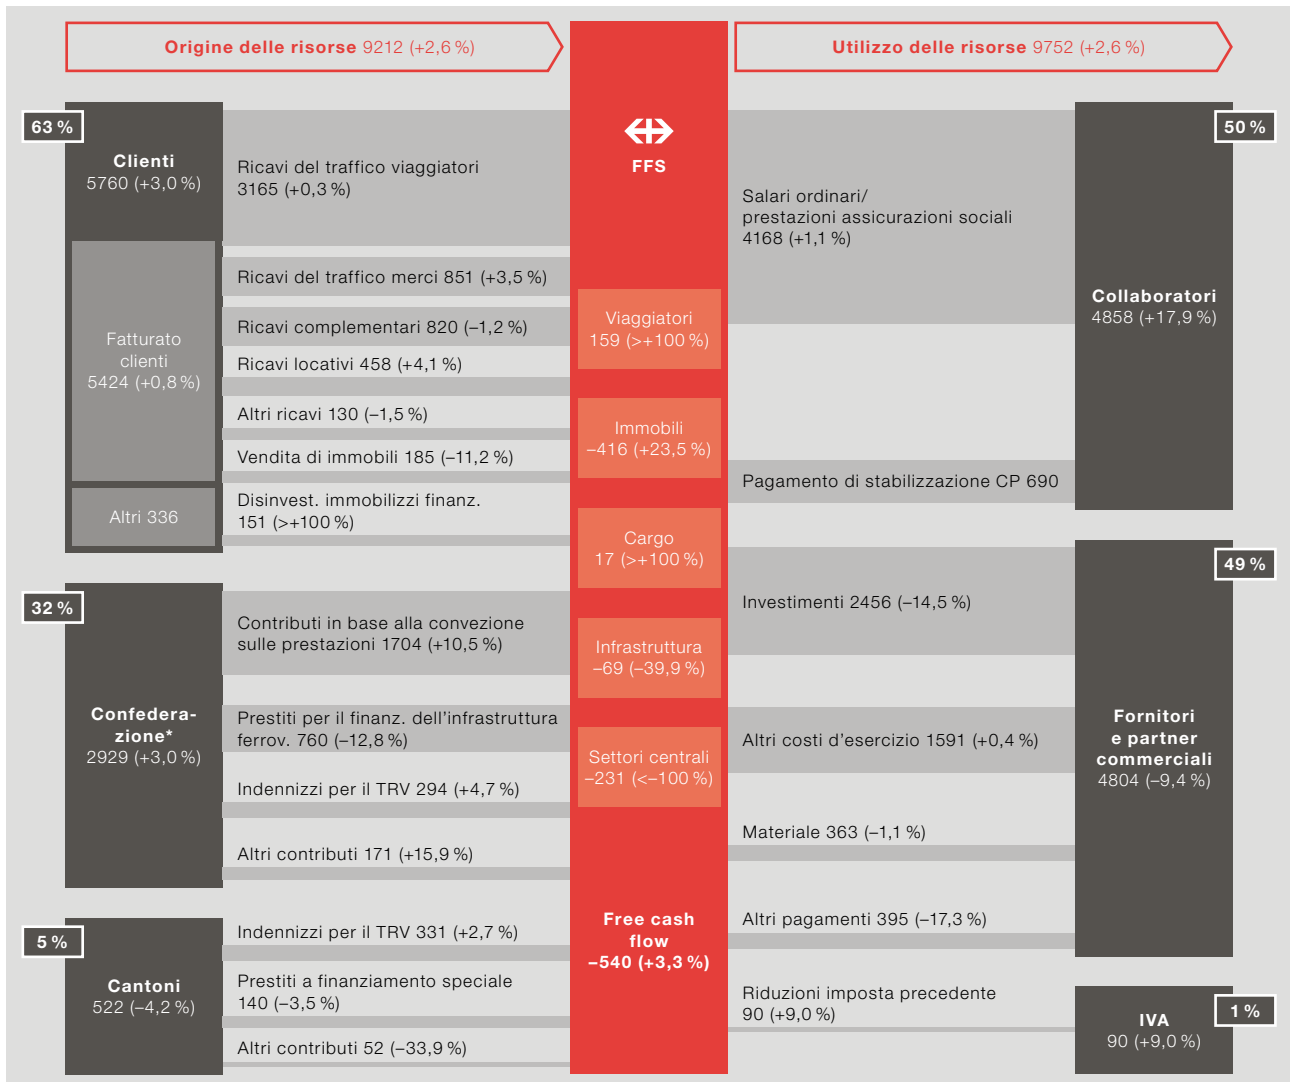 Origine delle risorse 9212 (+2,6 %)
Utilizzo delle risorse 9752 (+2,6 %)
63 %
Clienti
5760 (+3,0 %)
Fatturato
clienti
5424 (+0,8 %)
Altri 336
Ricavi del traffico viaggiatori
3165 (+0,3 %)
Ricavi del traffico merci 851 (+3,5 %)
Ricavi complementari 820 (–1,2 %)
Ricavi locativi 458 (+4,1 %)
Altri ricavi 130 (–1,5 %)
Vendita di immobili 185 (–11,2 %)
Disinvest. immobilizzi finanz.
151 (>+100 %)
32 %
Confedera-
zione*
2929 (+3,0 %)
Contributi in base alla convezione
sulle prestazioni 1704 (+10,5 %)
Prestiti per il finanz. dell'infrastruttura
ferrov. 760 (–12,8 %)
Indennizzi per il TRV 294 (+4,7 %)
Altri contributi 171 (+15,9 %)
5 %
Cantoni
522 (–4,2 %)
Indennizzi per il TRV 331 (+2,7 %)
Prestiti a finanziamento speciale
140 (–3,5 %)
Altri contributi 52 (–33,9 %)
FFS
Viaggiatori
159 (>+100 %)
Immobili
–416 (+23,5 %)
Cargo
17 (>+100 %)
Infrastruttura
–69 (–39,9 %)
Settori centrali
–231 (<–100 %)
Free cash
flow
–540 (+3,3 %)
Salari ordinari/
prestazioni assicurazioni sociali
4168 (+1,1 %)
Pagamento di stabilizzazione CP 690
50 %
Collaboratori
4858 (+17,9 %)
Investimenti 2456 (–14,5 %)
Altri costi d'esercizio 1591 (+0,4 %)
Materiale 363 (–1,1 %)
Altri pagamenti 395 (–17,3 %)
49 %
Fornitori
e partner
commerciali
4804 (–9,4 %)
Riduzioni imposta precedente
90 (+9,0 %)
1 %
IVA
90 (+9,0 %)